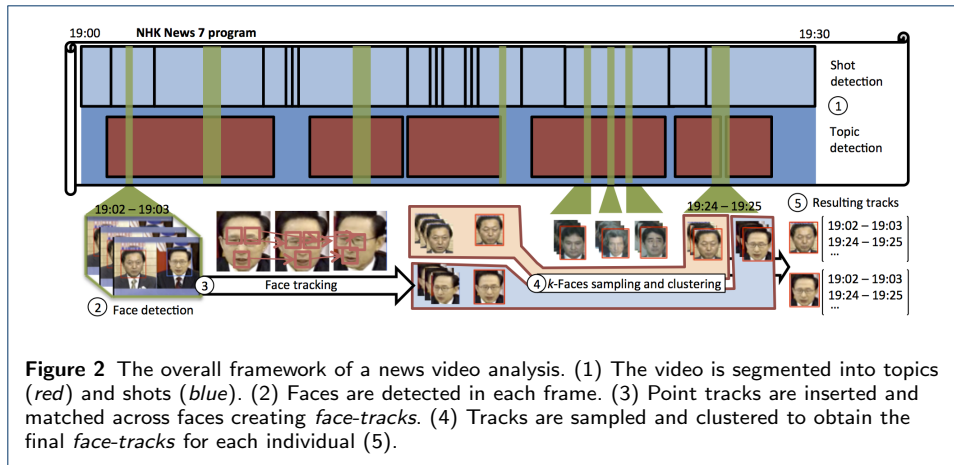 19:00
NHK News 7 program
19:30
Shot
detection
1
Topic
detection
19:02 – 19:03
19:24 – 19:25
5 Resulting tracks
19:02 – 19:03
19:24 – 19:25
...
3
Face tracking
4 k-Faces sampling and clustering
2 Face detection
19:02 – 19:03
19:24 – 19:25
...
Figure 2 The overall framework of a news video analysis. (1) The video is segmented into topics
(red) and shots (blue). (2) Faces are detected in each frame. (3) Point tracks are inserted and
matched across faces creating face-tracks. (4) Tracks are sampled and clustered to obtain the
final face-tracks for each individual (5).